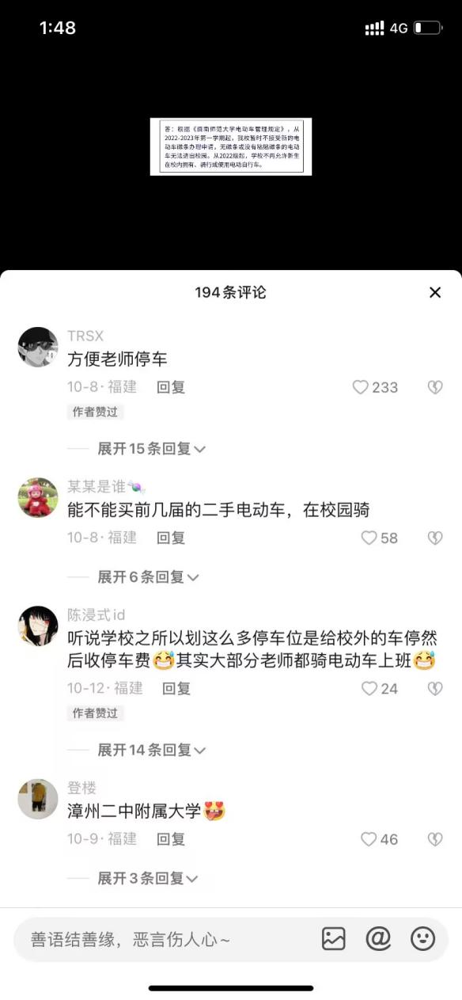 1:48
4G
答：根据《闽南师范大学电动车管理规定》，从
2022-2023年第一学期起，我校暂时不接受新的电
动车磁条办理申请，无磁条或没有粘贴磁条的电动
车无法进出校园。从2022级起，学校不再允许新生
在校内拥有、骑行或使用电动自行车。
194条评论
TRSX
方便老师停车
10-8·福建 回复 233
作者赞过
展开15条回复
某某是谁🍬
能不能买前几届的二手电动车，在校园骑
10-8·福建 回复 58
展开6条回复
陈浸式id
听说学校之所以划这么多停车位是给校外的车停然
后收停车费😅其实大部分老师都骑电动车上班😅
10-12·福建 回复 24
作者赞过
展开14条回复
登楼
漳州二中附属大学😍
10-9·福建 回复 46
展开3条回复
善语结善缘，恶言伤人心~